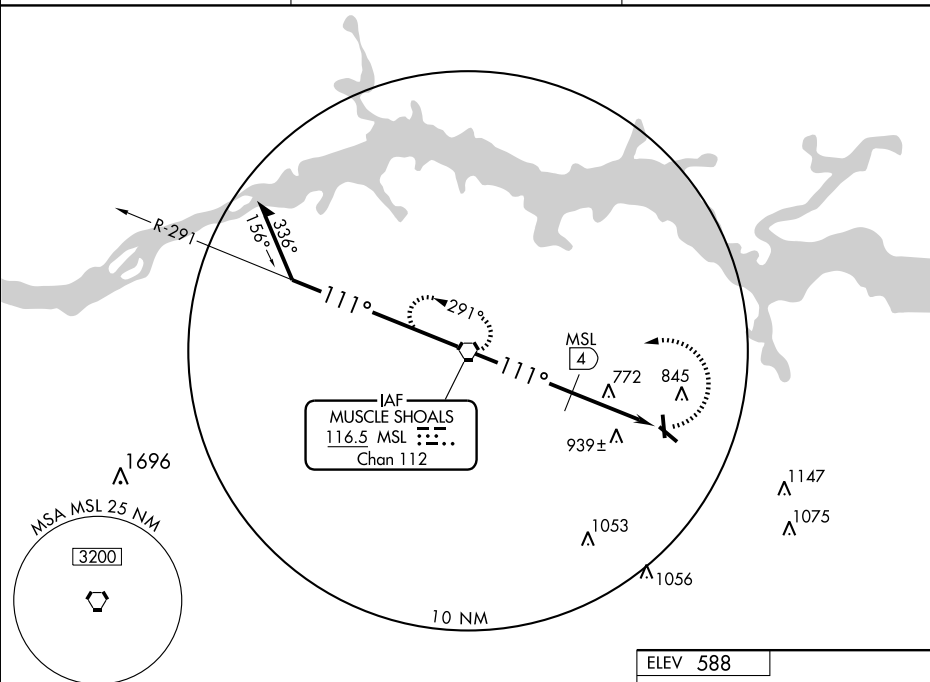 R-291
336°
156°
111°
291°
111°
MSL
4
772
845
939±
IAF
MUSCLE SHOALS
116.5 MSL
Chan 112
1696
1147
1075
1053
1056
MSA MSL 25 NM
3200
10 NM
ELEV 588